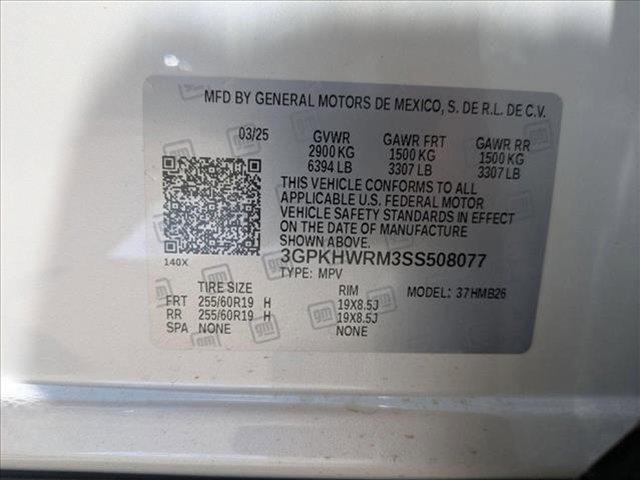 MFD BY GENERAL MOTORS DE MEXICO, S. DE R.L. DE C.V.
03/25 GVWR GAWR FRT GAWR RR
2900 KG 1500 KG 1500 KG
6394 LB 3307 LB 3307 LB
THIS VEHICLE CONFORMS TO ALL
APPLICABLE U.S. FEDERAL MOTOR
VEHICLE SAFETY STANDARDS IN EFFECT
ON THE DATE OF MANUFACTURE
SHOWN ABOVE.
140X 3GPKHWRM3SS508077
TYPE: MPV
TIRE SIZE RIM MODEL: 37HMB26
FRT 255/60R19 H 19X8.5J
RR 255/60R19 H 19X8.5J
SPA NONE NONE